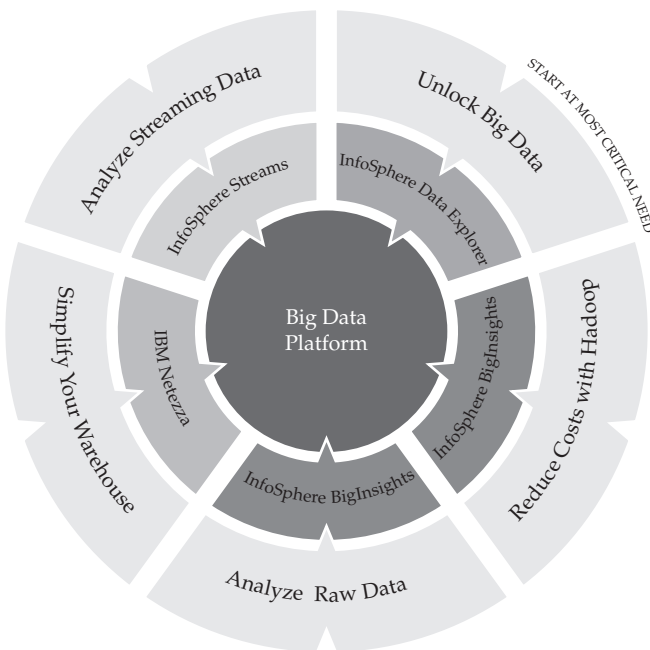 Analyze Streaming Data
Unlock Big Data
START AT MOST CRITICAL NEED
InfoSphere Streams
InfoSphere Data Explorer
Big Data
Platform
Simplify Your Warehouse
IBM Netezza
InfoSphere BigInsights
Reduce Costs with Hadoop
InfoSphere BigInsights
Analyze Raw Data